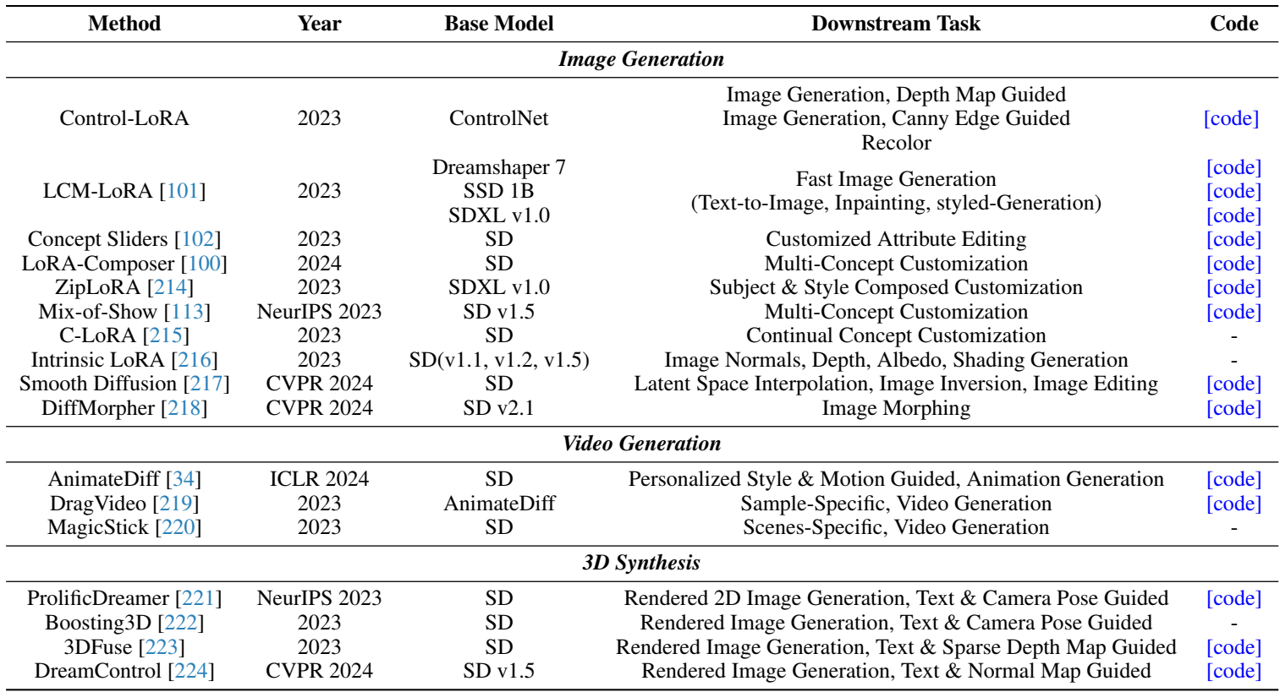 Method Year Base Model Downstream Task Code
Image Generation
Image Generation, Depth Map Guided
Control-LoRA 2023 ControlNet Image Generation, Canny Edge Guided [code]
Recolor
Dreamshaper 7 [code]
Fast Image Generation
LCM-LoRA [101] 2023 SSD 1B [code]
(Text-to-Image, Inpainting, styled-Generation)
SDXL v1.0 [code]
Concept Sliders [102] 2023 SD Customized Attribute Editing [code]
LoRA-Composer [100] 2024 SD Multi-Concept Customization [code]
ZipLoRA [214] 2023 SDXL v1.0 Subject & Style Composed Customization [code]
Mix-of-Show [113] NeurIPS 2023 SD v1.5 Multi-Concept Customization [code]
C-LoRA [215] 2023 SD Continual Concept Customization -
Intrinsic LoRA [216] 2023 SD(v1.1, v1.2, v1.5) Image Normals, Depth, Albedo, Shading Generation -
Smooth Diffusion [217] CVPR 2024 SD Latent Space Interpolation, Image Inversion, Image Editing [code]
DiffMorpher [218] CVPR 2024 SD v2.1 Image Morphing [code]
Video Generation
AnimateDiff [34] ICLR 2024 SD Personalized Style & Motion Guided, Animation Generation [code]
DragVideo [219] 2023 AnimateDiff Sample-Specific, Video Generation [code]
MagicStick [220] 2023 SD Scenes-Specific, Video Generation -
3D Synthesis
ProlificDreamer [221] NeurIPS 2023 SD Rendered 2D Image Generation, Text & Camera Pose Guided [code]
Boosting3D [222] 2023 SD Rendered Image Generation, Text & Camera Pose Guided -
3DFuse [223] 2023 SD Rendered Image Generation, Text & Sparse Depth Map Guided [code]
DreamControl [224] CVPR 2024 SD v1.5 Rendered Image Generation, Text & Normal Map Guided [code]